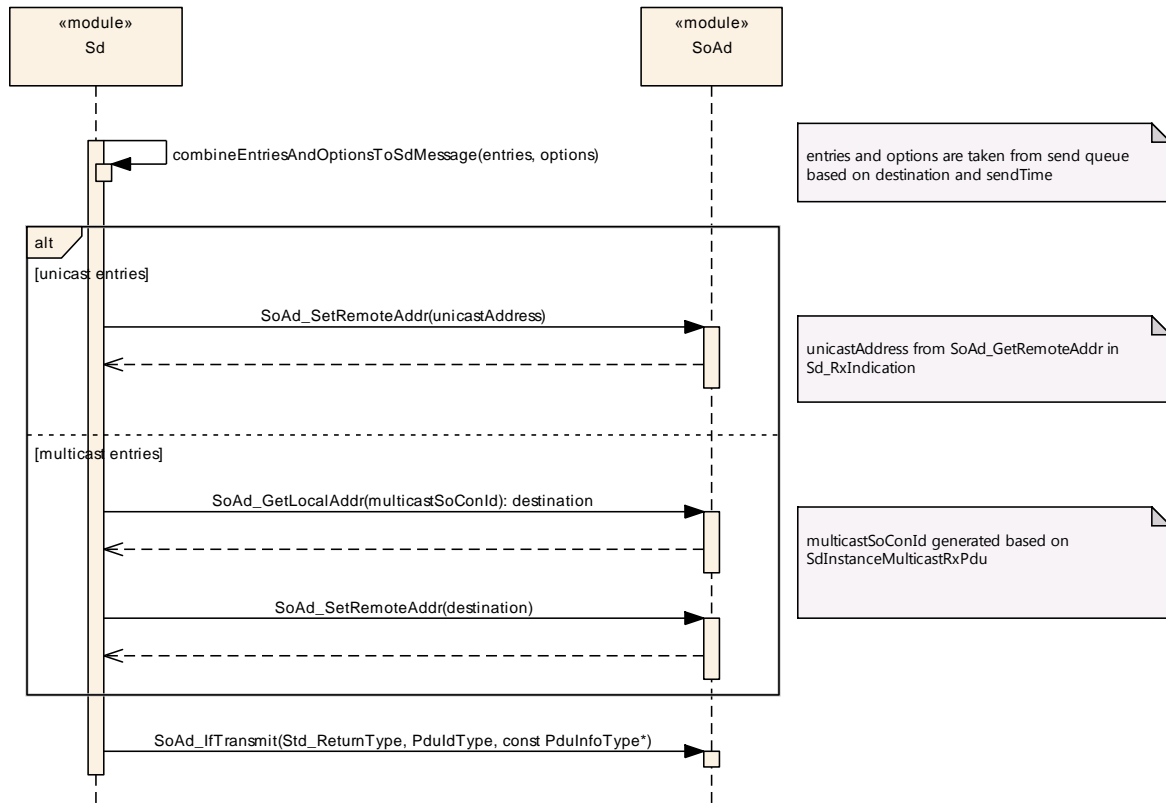 «module»
Sd
«module»
SoAd
combineEntriesAndOptionsToSdMessage(entries, options)
entries and options are taken from send queue
based on destination and sendTime
alt
[unicast entries]
SoAd_SetRemoteAddr(unicastAddress)
unicastAddress from SoAd_GetRemoteAddr in
Sd_RxIndication
[multicast entries]
SoAd_GetLocalAddr(multicastSoConId): destination
multicastSoConId generated based on
SdInstanceMulticastRxPdu
SoAd_SetRemoteAddr(destination)
SoAd_IfTransmit(Std_ReturnType, PduIdType, const PduInfoType*)